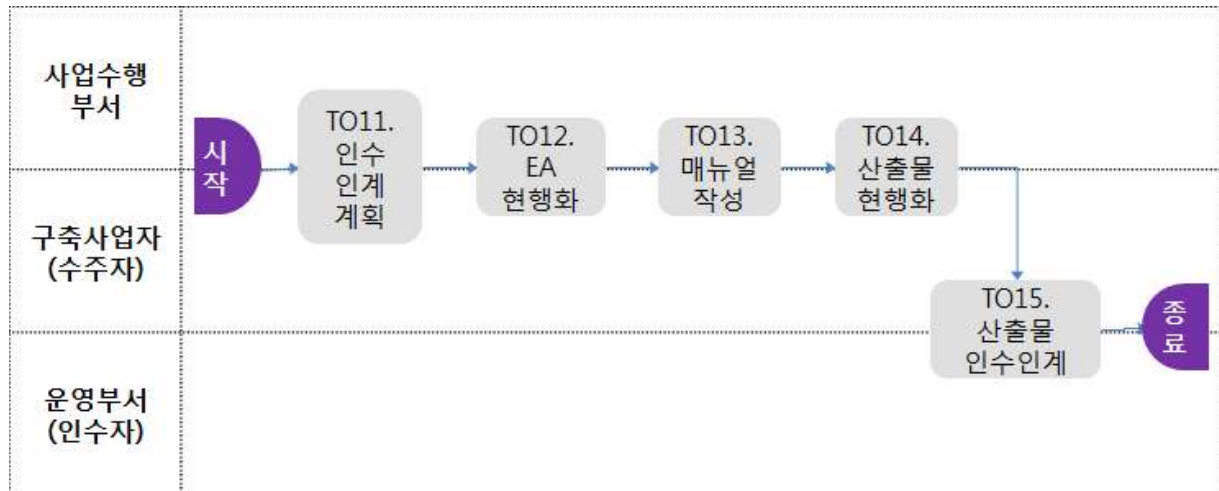 사업수행
부서
시
작
TO11.
인수
인계
계획
TO12.
EA
현행화
TO13.
매뉴얼
작성
TO14.
산출물
현행화
구축사업자
(수주자)
TO15.
산출물
인수인계
종
료
운영부서
(인수자)